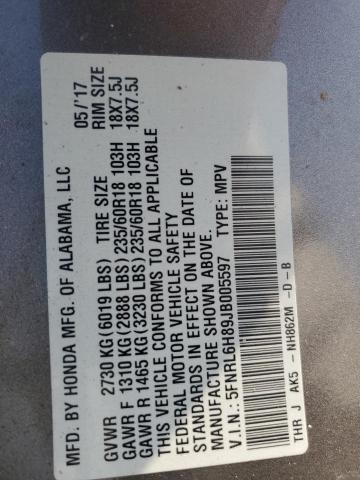 MFD. BY HONDA MFG. OF ALABAMA, LLC 05/'17
GVWR 2730 KG(6019 LBS) TIRE SIZE RIM SIZE
GAWR F 1310 KG(2888 LBS) 235/60R18 103H 18X7.5J
GAWR R 1465 KG(3230 LBS) 235/60R18 103H 18X7.5J
THIS VEHICLE CONFORMS TO ALL APPLICABLE
FEDERAL MOTOR VEHICLE SAFETY
STANDARDS IN EFFECT ON THE DATE OF
MANUFACTURE SHOWN ABOVE.
V.I.N.: 5FNRL6H89JB005597 TYPE: MPV
THR J AK5 - NH862M -D -B